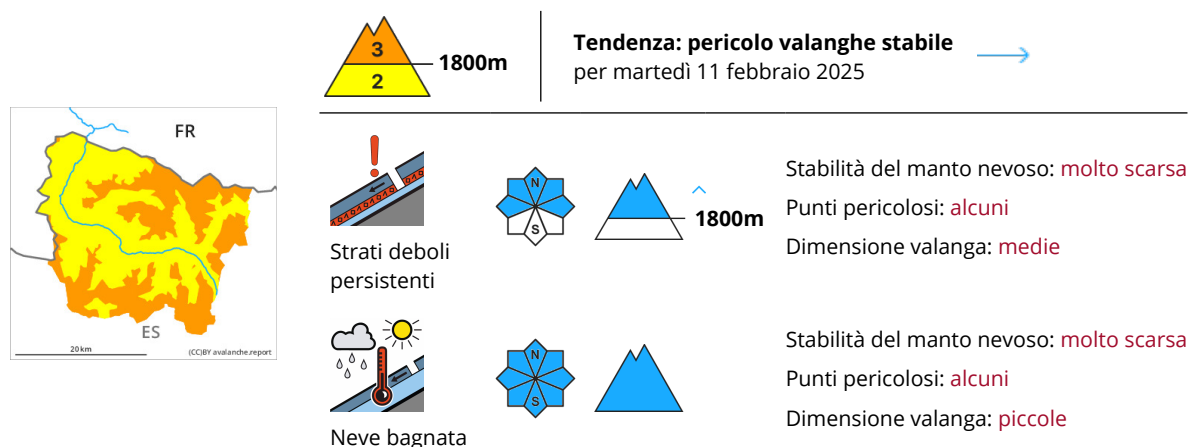 3
2
1800m
Tendenza: pericolo valanghe stabile
per martedì 11 febbraio 2025
FR
ES
20 km
(CC)BY avalanche.report
Strati deboli
persistenti
N
S
1800m
Stabilità del manto nevoso: molto scarsa
Punti pericolosi: alcuni
Dimensione valanga: medie
Neve bagnata
N
S
Stabilità del manto nevoso: molto scarsa
Punti pericolosi: alcuni
Dimensione valanga: piccole